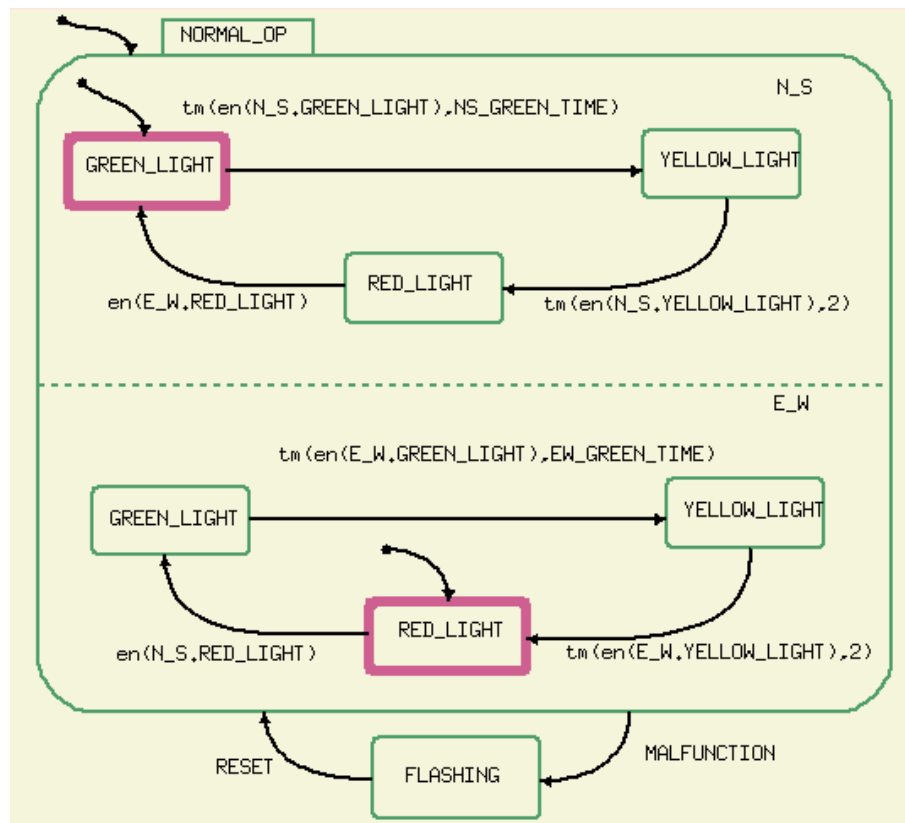 NORMAL_OP
N_S
tm(en(N_S.GREEN_LIGHT),NS_GREEN_TIME)
GREEN_LIGHT
YELLOW_LIGHT
RED_LIGHT
en(E_W.RED_LIGHT)
tm(en(N_S.YELLOW_LIGHT),2)
E_W
tm(en(E_W.GREEN_LIGHT),EW_GREEN_TIME)
GREEN_LIGHT
YELLOW_LIGHT
RED_LIGHT
en(N_S.RED_LIGHT)
tm(en(E_W.YELLOW_LIGHT),2)
RESET
FLASHING
MALFUNCTION